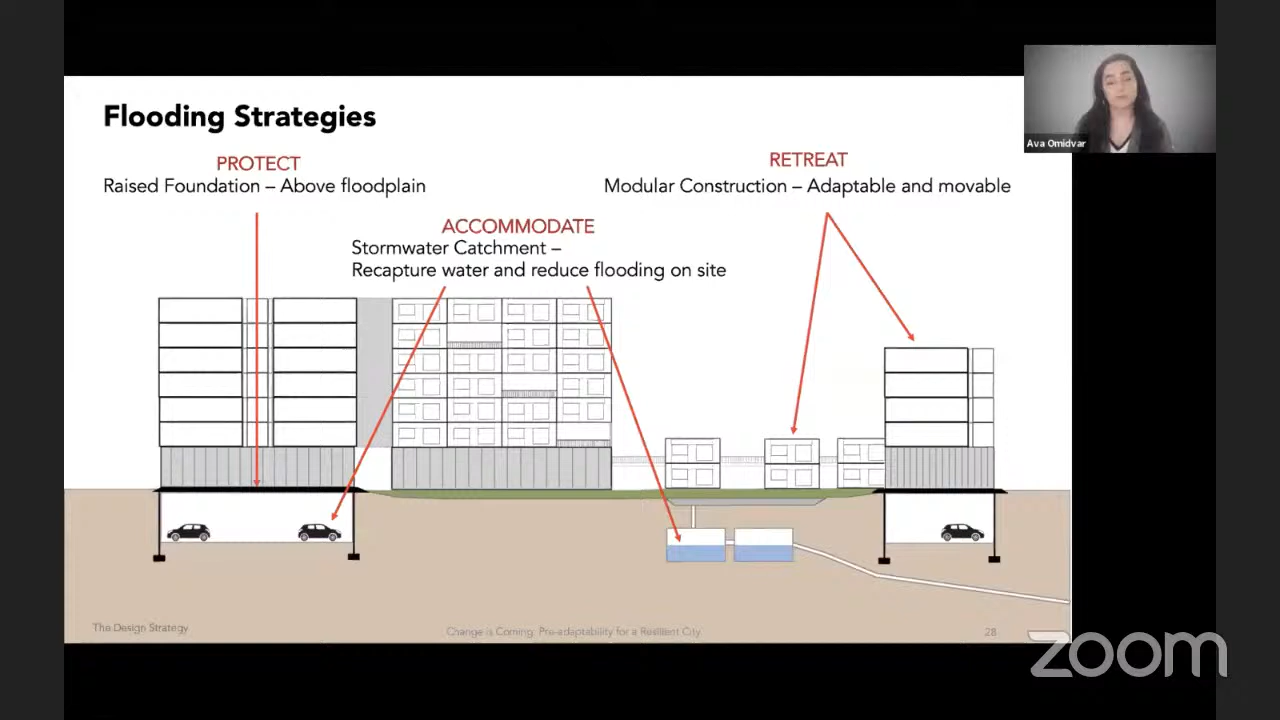 Flooding Strategies
PROTECT
Raised Foundation – Above floodplain
RETREAT
Modular Construction – Adaptable and movable
ACCOMMODATE
Stormwater Catchment –
Recapture water and reduce flooding on site
Ava Omidvar
The Design Strategy
Change is Coming: Pre-adaptability for a Resilient City
28
zoom